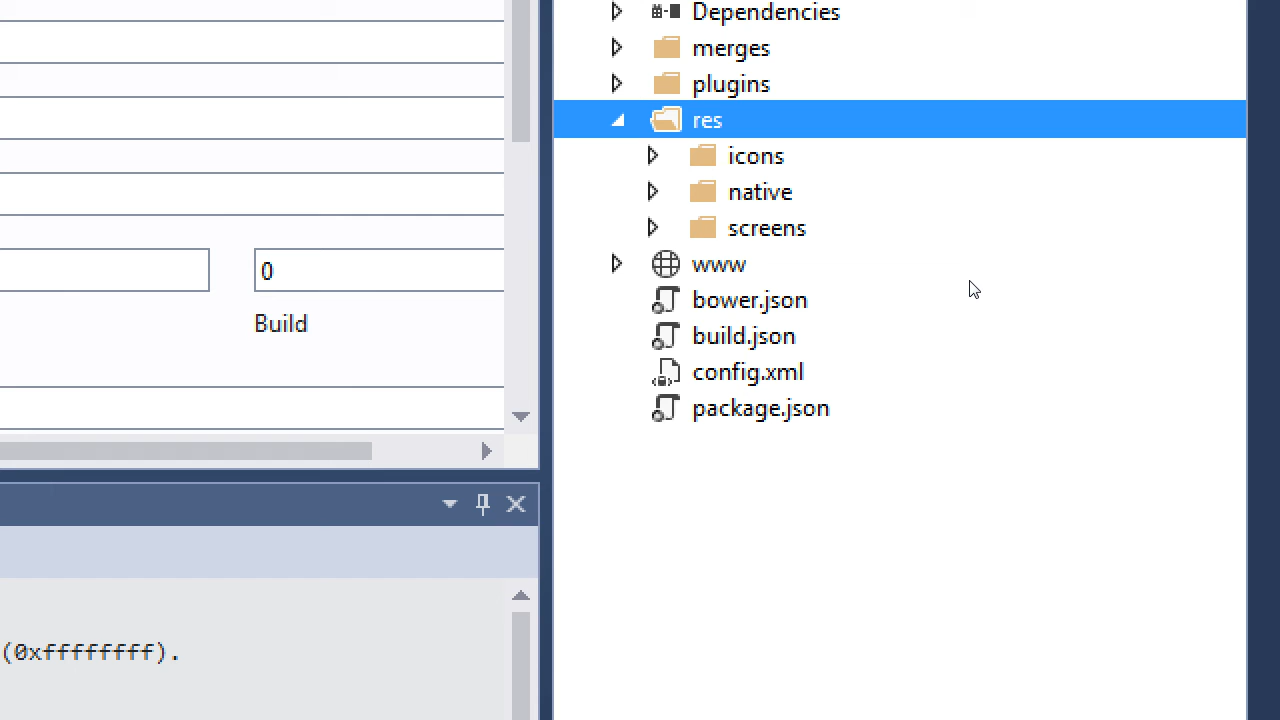 Dependencies
merges
plugins
res
icons
native
screens
www
bower.json
build.json
config.xml
package.json
0
Build
(0xffffffff).